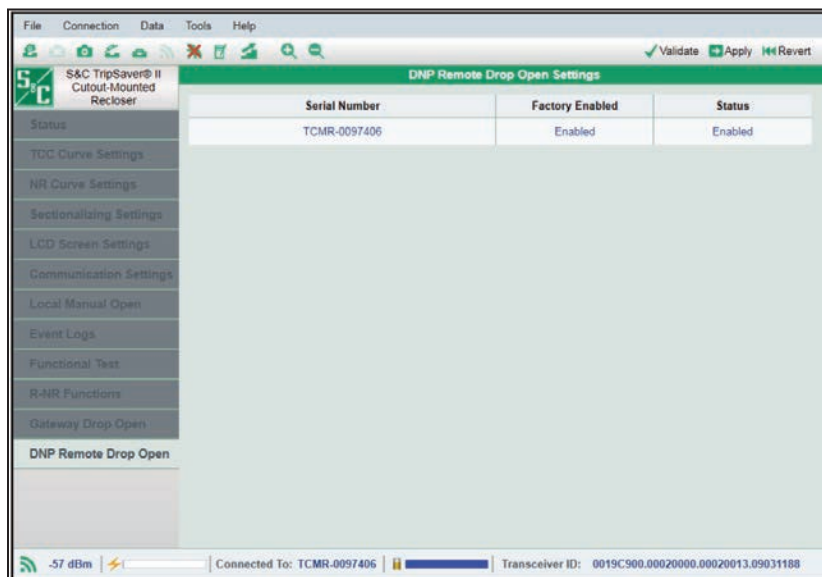 File Connection Data Tools Help
Validate Apply Revert
S&C
S&C TripSaver® II
Cutout-Mounted
Recloser
DNP Remote Drop Open Settings
Serial Number Factory Enabled Status
TCMR-0097406 Enabled Enabled
Status
TCC Curve Settings
NR Curve Settings
Sectionalizing Settings
LCD Screen Settings
Communication Settings
Local Manual Open
Event Logs
Functional Test
R-NR Functions
Gateway Drop Open
DNP Remote Drop Open
-57 dBm Connected To: TCMR-0097406 Transceiver ID: 0019C900.00020000.00020013.09031188